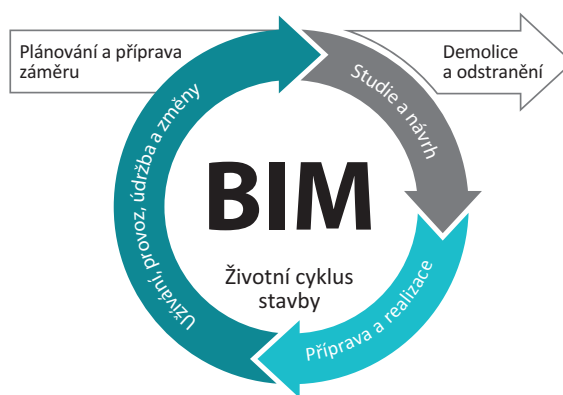 Plánování a příprava
záměru
Demolice
a odstranění
Studie a návrh
Užívání, provoz, údržba a změny
BIM
Životní cyklus
stavby
Příprava a realizace